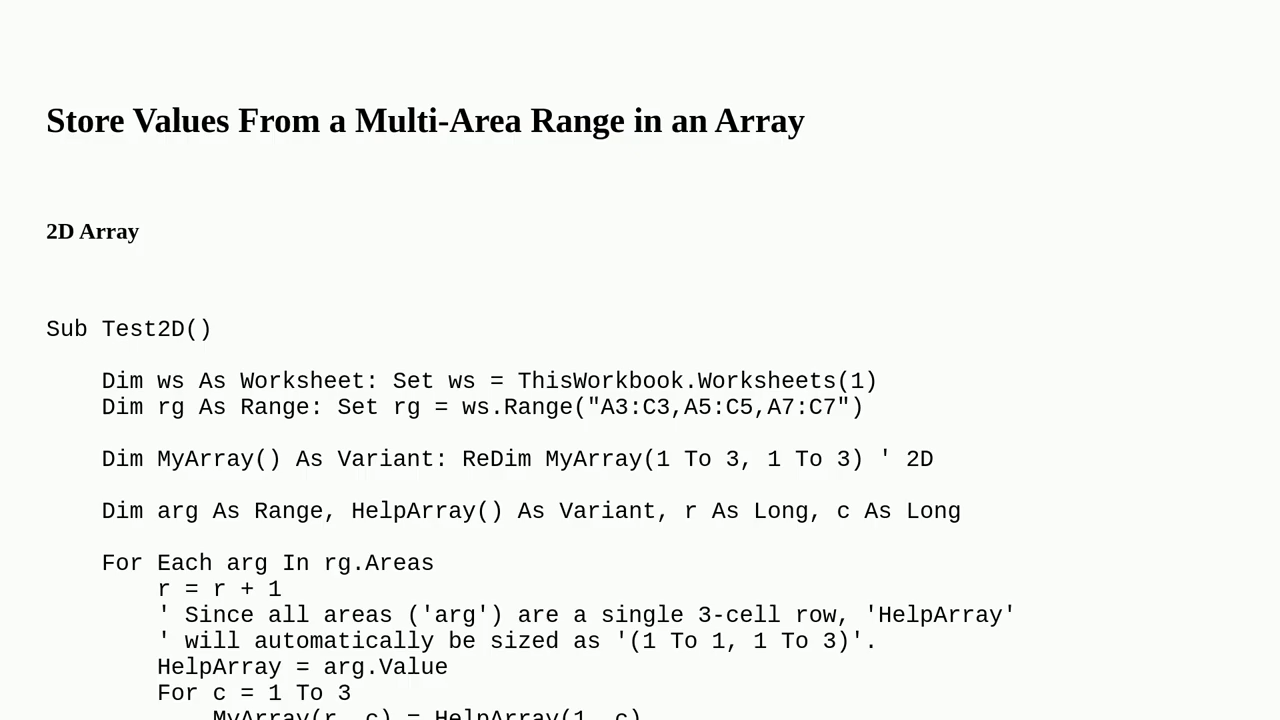 Store Values From a Multi-Area Range in an Array
2D Array
Sub Test2D()
    Dim ws As Worksheet: Set ws = ThisWorkbook.Worksheets(1)
    Dim rg As Range: Set rg = ws.Range("A3:C3,A5:C5,A7:C7")
    Dim MyArray() As Variant: ReDim MyArray(1 To 3, 1 To 3) ' 2D
    Dim arg As Range, HelpArray() As Variant, r As Long, c As Long
    For Each arg In rg.Areas
        r = r + 1
        ' Since all areas ('arg') are a single 3-cell row, 'HelpArray'
        ' will automatically be sized as '(1 To 1, 1 To 3)'.
        HelpArray = arg.Value
        For c = 1 To 3
            MyArray(r, c) = HelpArray(1, c)